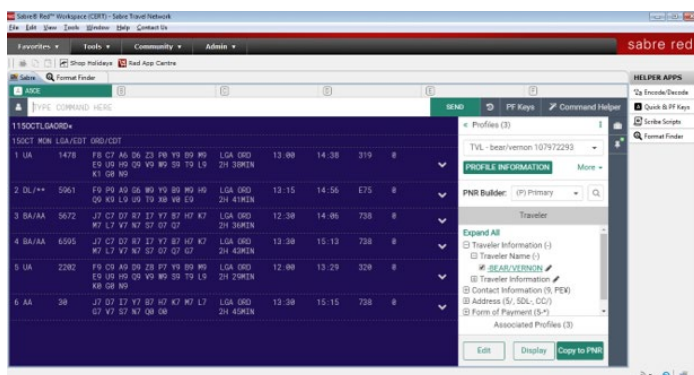 Sabre® Red™ Workspace (CERT) - Sabre Travel Network
File Edit View Tools Window Help Contact Us
Favorites Tools Community Admin
sabre red
Shop Holidays Red App Centre
Sabre Format Finder
HELPER APPS
A A5CE B C D E F
Encode/Decode
TYPE COMMAND HERE
SEND PF Keys Command Helper
Quick & PF Keys
115OCTLGAORD«
« Profiles (3)
Scribe Scripts
15OCT MON LGA/EDT ORD/CDT
Format Finder
TVL - bear/vernon 107972293
1 UA 1478 F8 C7 A6 D6 Z3 P0 Y9 B9 M9 LGA ORD 13:00 14:38 319 0
E9 U9 H9 Q9 V9 W9 S9 T9 L9 2H 38MIN
K1 G0 N9
PROFILE INFORMATION More
2 DL/** 5961 F9 P9 A9 G6 W9 Y9 B9 M9 H9 LGA ORD 13:15 14:56 E75 0
Q9 K9 L9 U9 T9 X0 V0 E9 2H 41MIN
PNR Builder: (P) Primary
3 BA/AA 5672 J7 C7 D7 R7 I7 Y7 B7 H7 K7 LGA ORD 12:30 14:06 738 0
M7 L7 V7 N7 S7 O7 Q7 2H 36MIN
Traveler
Expand All
4 BA/AA 6595 J7 C7 D7 R7 I7 Y7 B7 H7 K7 LGA ORD 13:30 15:13 738 0
M7 L7 V7 N7 S7 O7 Q7 G7 2H 43MIN
Traveler Information (-)
Traveler Name (-)
-BEAR/VERNON
5 UA 2202 F9 C9 A9 D9 Z8 P7 Y9 B9 M9 LGA ORD 12:00 13:29 320 0
E9 U9 H9 Q9 V9 W9 S9 T9 L9 2H 29MIN
K0 G0 N9
Traveler Information (-)
Contact Information (9, PE¥)
Address (5/, SDL-, CC/)
Form of Payment (5-*)
6 AA 30 J7 D7 I7 Y7 B7 H7 K7 M7 L7 LGA ORD 13:30 15:15 738 0
G7 V7 S7 N7 Q0 O0 2H 45MIN
Associated Profiles (3)
Edit Display Copy to PNR